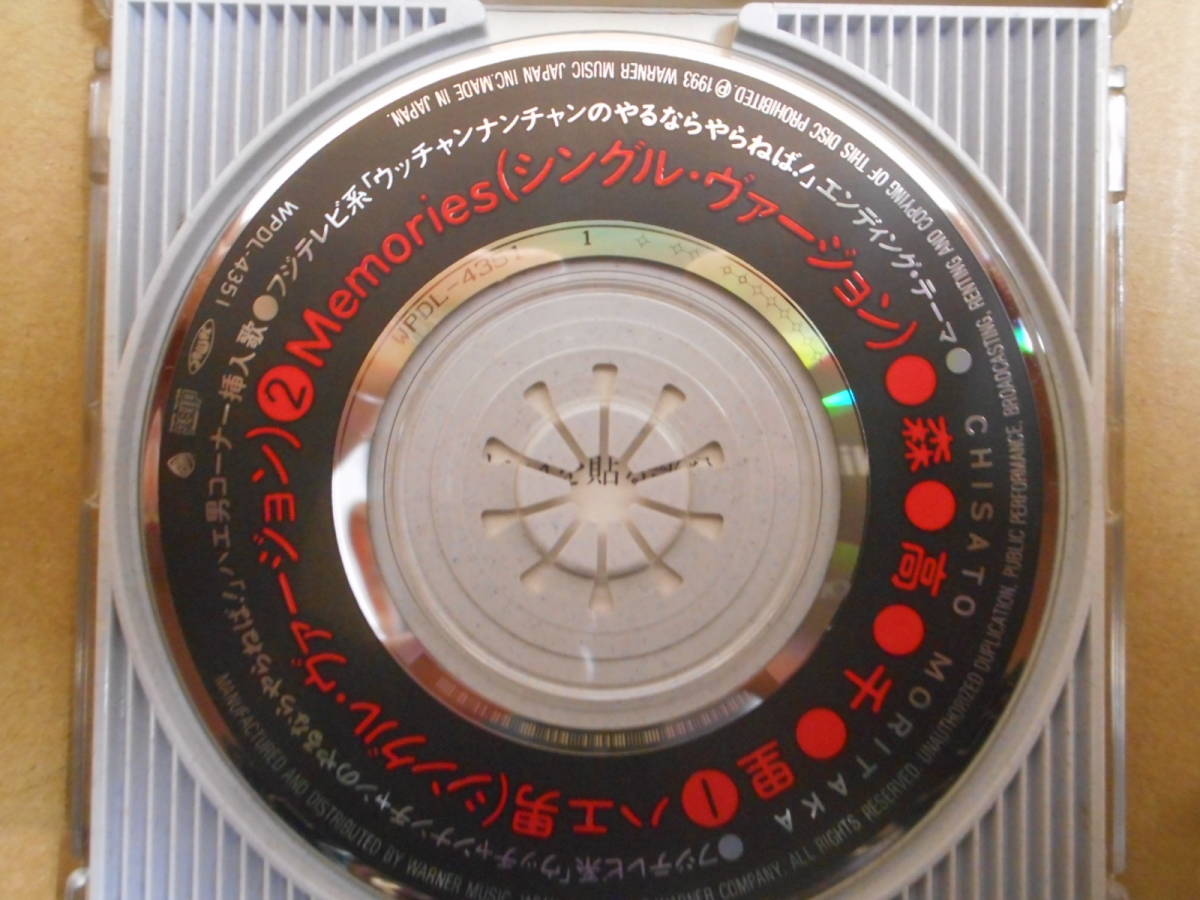 森●高●千●里
CHISATO MORITAKA
①ハエ男(シングル・ヴァージョン)
②Memories(シングル・ヴァージョン)
●フジテレビ系「ウッチャンナンチャンのやるならやらねば!」ハエ男コーナー挿入歌
●フジテレビ系「ウッチャンナンチャンのやるならやらねば!」エンディング・テーマ
WPDL-4351
MANUFACTURED AND DISTRIBUTED BY WARNER MUSIC
WARNER COMPANY. ALL RIGHTS RESERVED. UNAUTHORIZED DUPLICATION, PUBLIC PERFORMANCE, BROADCASTING, RENTING AND COPYING OF THIS DISC PROHIBITED. ℗ 1993 WARNER MUSIC JAPAN INC. MADE IN JAPAN.
WPDL-4351 1
貼